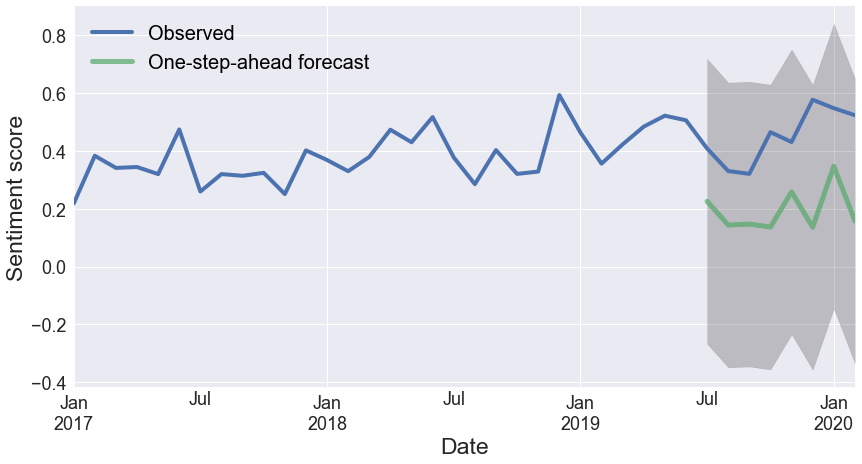 Observed
One-step-ahead forecast
0.8
0.6
0.4
0.2
0.0
−0.2
−0.4
Sentiment score
Jan Jul Jan Jul Jan Jul Jan
2017 2018 2019 2020
Date